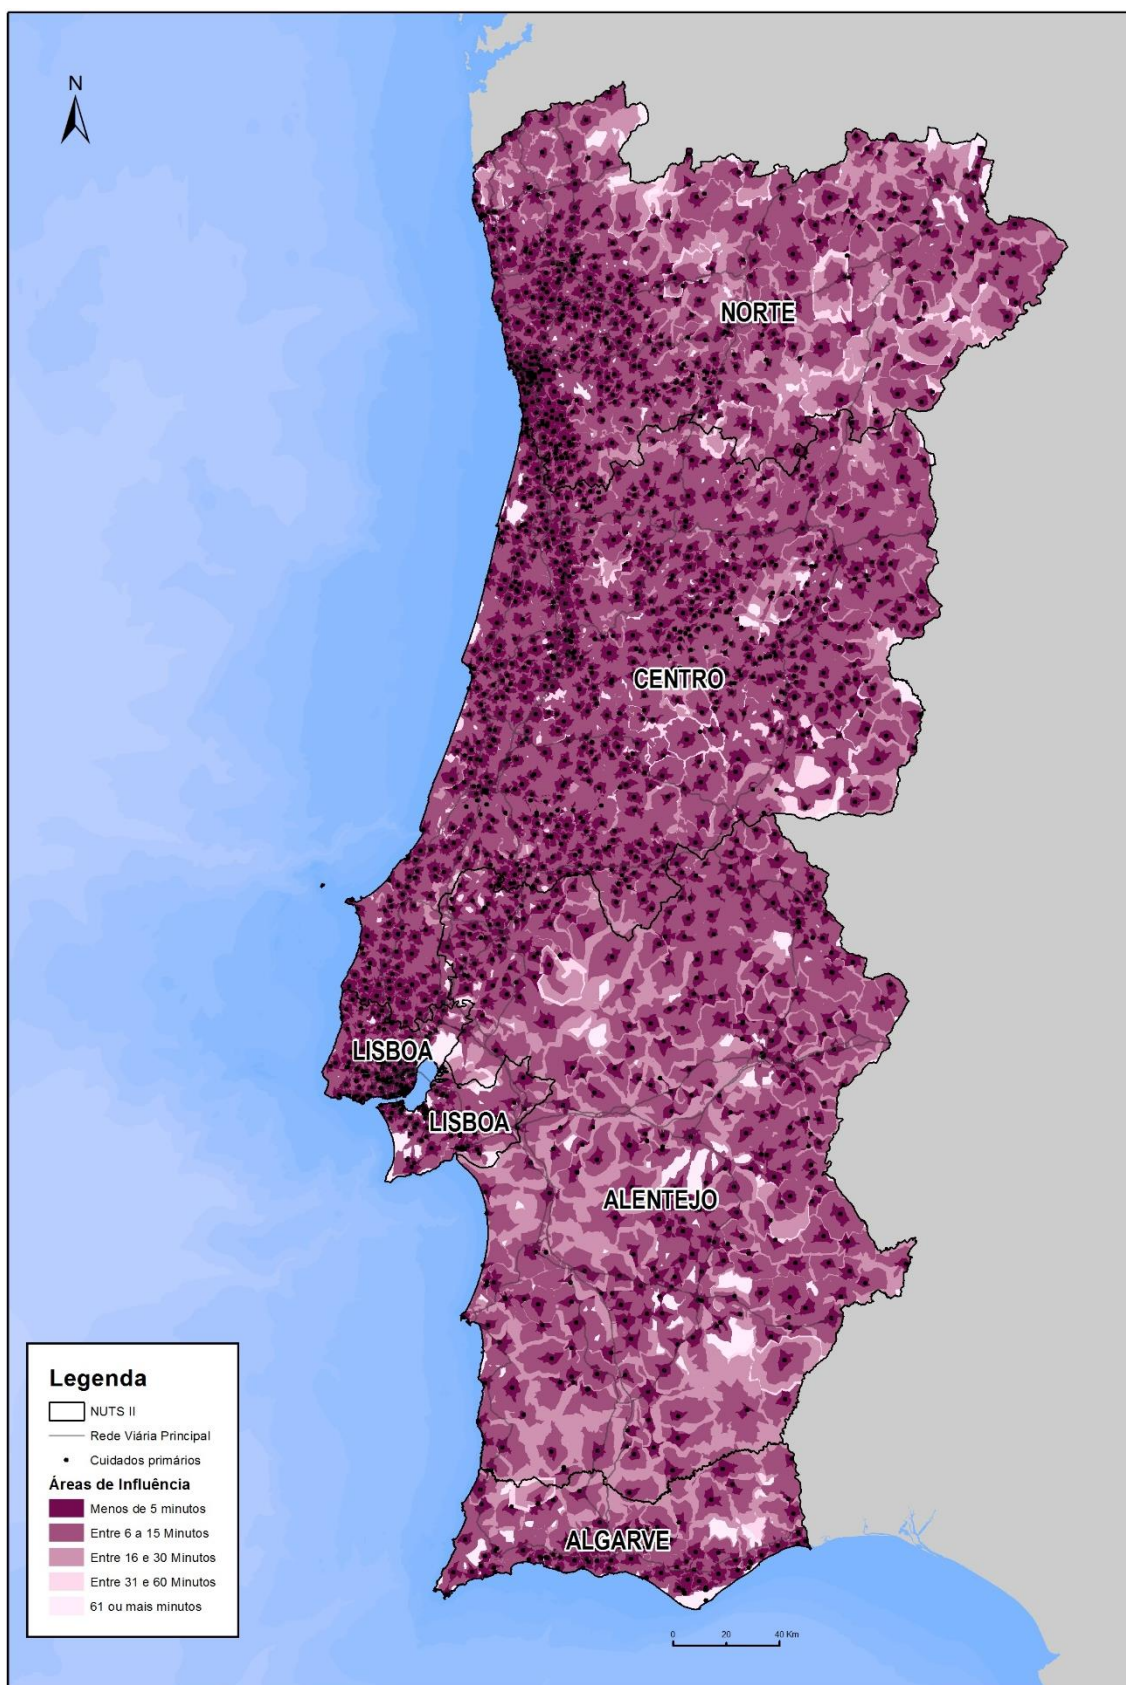 N
NORTE
CENTRO
LISBOA
LISBOA
ALENTEJO
ALGARVE
Legenda
NUTS II
Rede Viária Principal
Cuidados primários
Áreas de Influência
Menos de 5 minutos
Entre 6 a 15 Minutos
Entre 16 e 30 Minutos
Entre 31 e 60 Minutos
61 ou mais minutos
0 20 40 Km